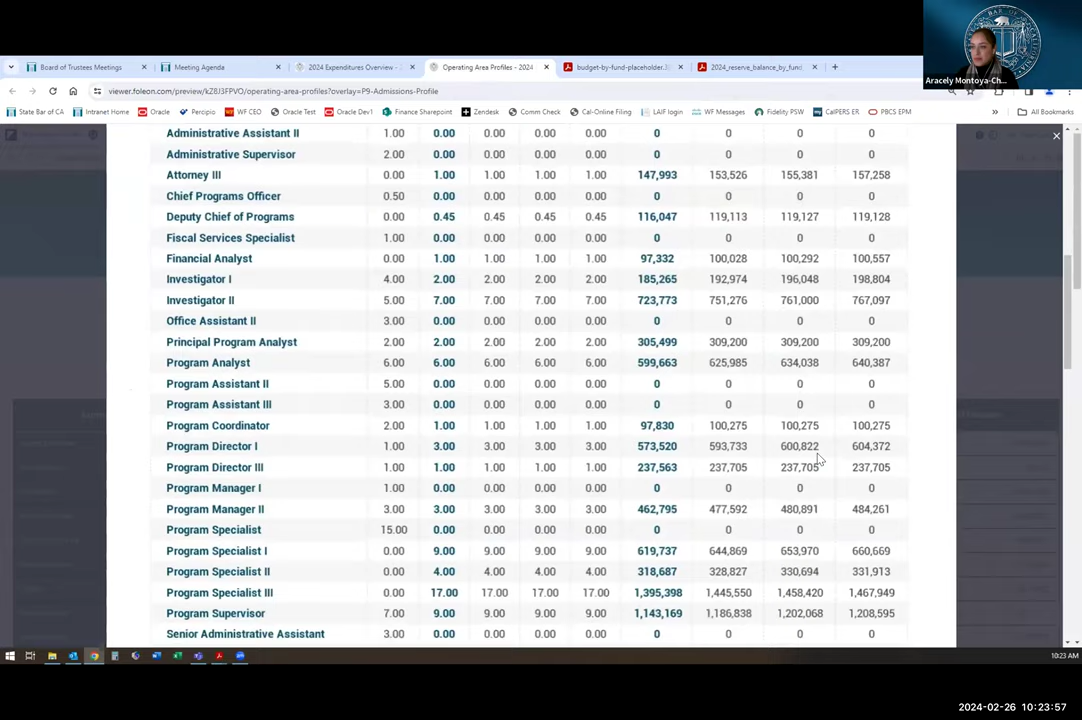 BAR OF CALIFOR
Aracely Montoya-Ch...
Board of Trustees Meetings
Meeting Agenda
2024 Expenditures Overview -
Operating Area Profiles - 2024
budget-by-fund-placeholder.
2024_reserve_balance_by_fund
viewer.foleon.com/preview/kZ8J3FPVO/operating-area-profiles?overlay=P9-Admissions-Profile
State Bar of CA Intranet Home Oracle Percipio WF CEO Oracle Test Oracle Dev1 Finance Sharepoint Zendesk Comm Check Cal-Online Filing LAIF login WF Messages Fidelity PSW CalPERS ER PBCS EPM » All Bookmarks
Administrative Assistant II 1.00 0.00 0.00 0.00 0.00 0 0 0 0
Administrative Supervisor 2.00 0.00 0.00 0.00 0.00 0 0 0 0
Attorney III 0.00 1.00 1.00 1.00 1.00 147,993 153,526 155,381 157,258
Chief Programs Officer 0.50 0.00 0.00 0.00 0.00 0 0 0 0
Deputy Chief of Programs 0.00 0.45 0.45 0.45 0.45 116,047 119,113 119,127 119,128
Fiscal Services Specialist 1.00 0.00 0.00 0.00 0.00 0 0 0 0
Financial Analyst 0.00 1.00 1.00 1.00 1.00 97,332 100,028 100,292 100,557
Investigator I 4.00 2.00 2.00 2.00 2.00 185,265 192,974 196,048 198,804
Investigator II 5.00 7.00 7.00 7.00 7.00 723,773 751,276 761,000 767,097
Office Assistant II 3.00 0.00 0.00 0.00 0.00 0 0 0 0
Principal Program Analyst 2.00 2.00 2.00 2.00 2.00 305,499 309,200 309,200 309,200
Program Analyst 6.00 6.00 6.00 6.00 6.00 599,663 625,985 634,038 640,387
Program Assistant II 5.00 0.00 0.00 0.00 0.00 0 0 0 0
Program Assistant III 3.00 0.00 0.00 0.00 0.00 0 0 0 0
Program Coordinator 2.00 1.00 1.00 1.00 1.00 97,830 100,275 100,275 100,275
Program Director I 1.00 3.00 3.00 3.00 3.00 573,520 593,733 600,822 604,372
Program Director III 1.00 1.00 1.00 1.00 1.00 237,563 237,705 237,705 237,705
Program Manager I 1.00 0.00 0.00 0.00 0.00 0 0 0 0
Program Manager II 3.00 3.00 3.00 3.00 3.00 462,795 477,592 480,891 484,261
Program Specialist 15.00 0.00 0.00 0.00 0.00 0 0 0 0
Program Specialist I 0.00 9.00 9.00 9.00 9.00 619,737 644,869 653,970 660,669
Program Specialist II 0.00 4.00 4.00 4.00 4.00 318,687 328,827 330,694 331,913
Program Specialist III 0.00 17.00 17.00 17.00 17.00 1,395,398 1,445,550 1,458,420 1,467,949
Program Supervisor 7.00 9.00 9.00 9.00 9.00 1,143,169 1,186,838 1,202,068 1,208,595
Senior Administrative Assistant 3.00 0.00 0.00 0.00 0.00 0 0 0 0
10:23 AM
2024-02-26 10:23:57